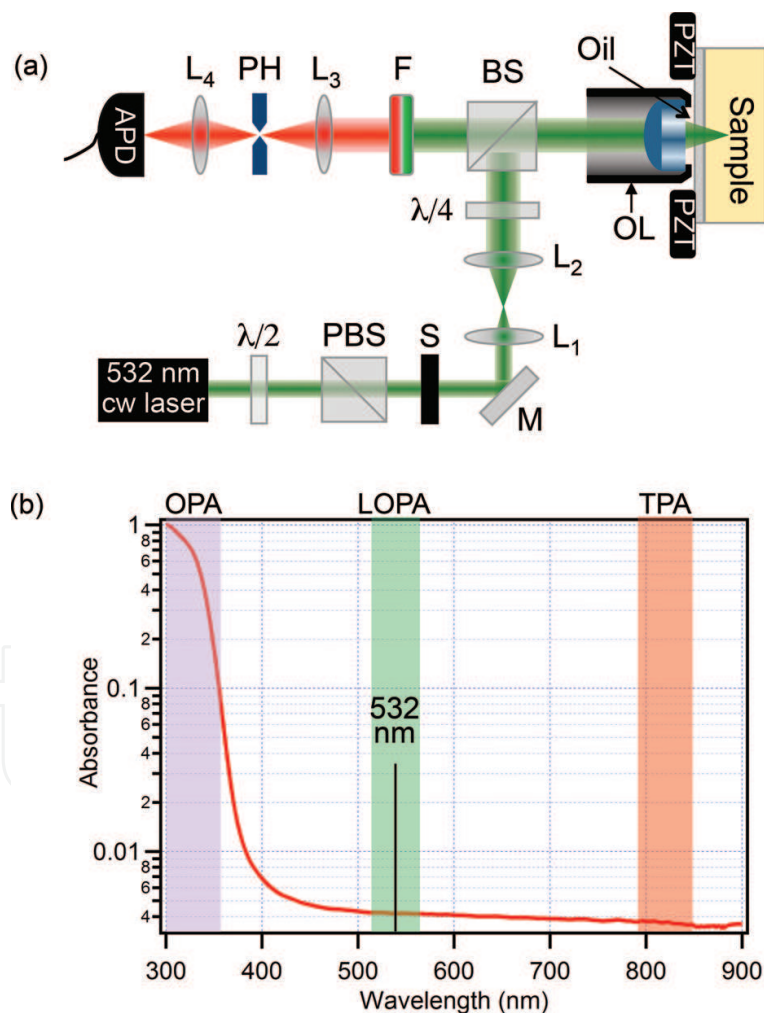 (a)
L4 PH L3 F BS Oil PZT
APD
Sample
λ/4
OL
PZT
L2
λ/2 PBS S L1
532 nm
cw laser
M
(b)
OPA LOPA TPA
1
8
6
4
2
0.1
8
6
4
2
0.01
8
6
4
532
nm
Absorbance
300 400 500 600 700 800 900
Wavelength (nm)